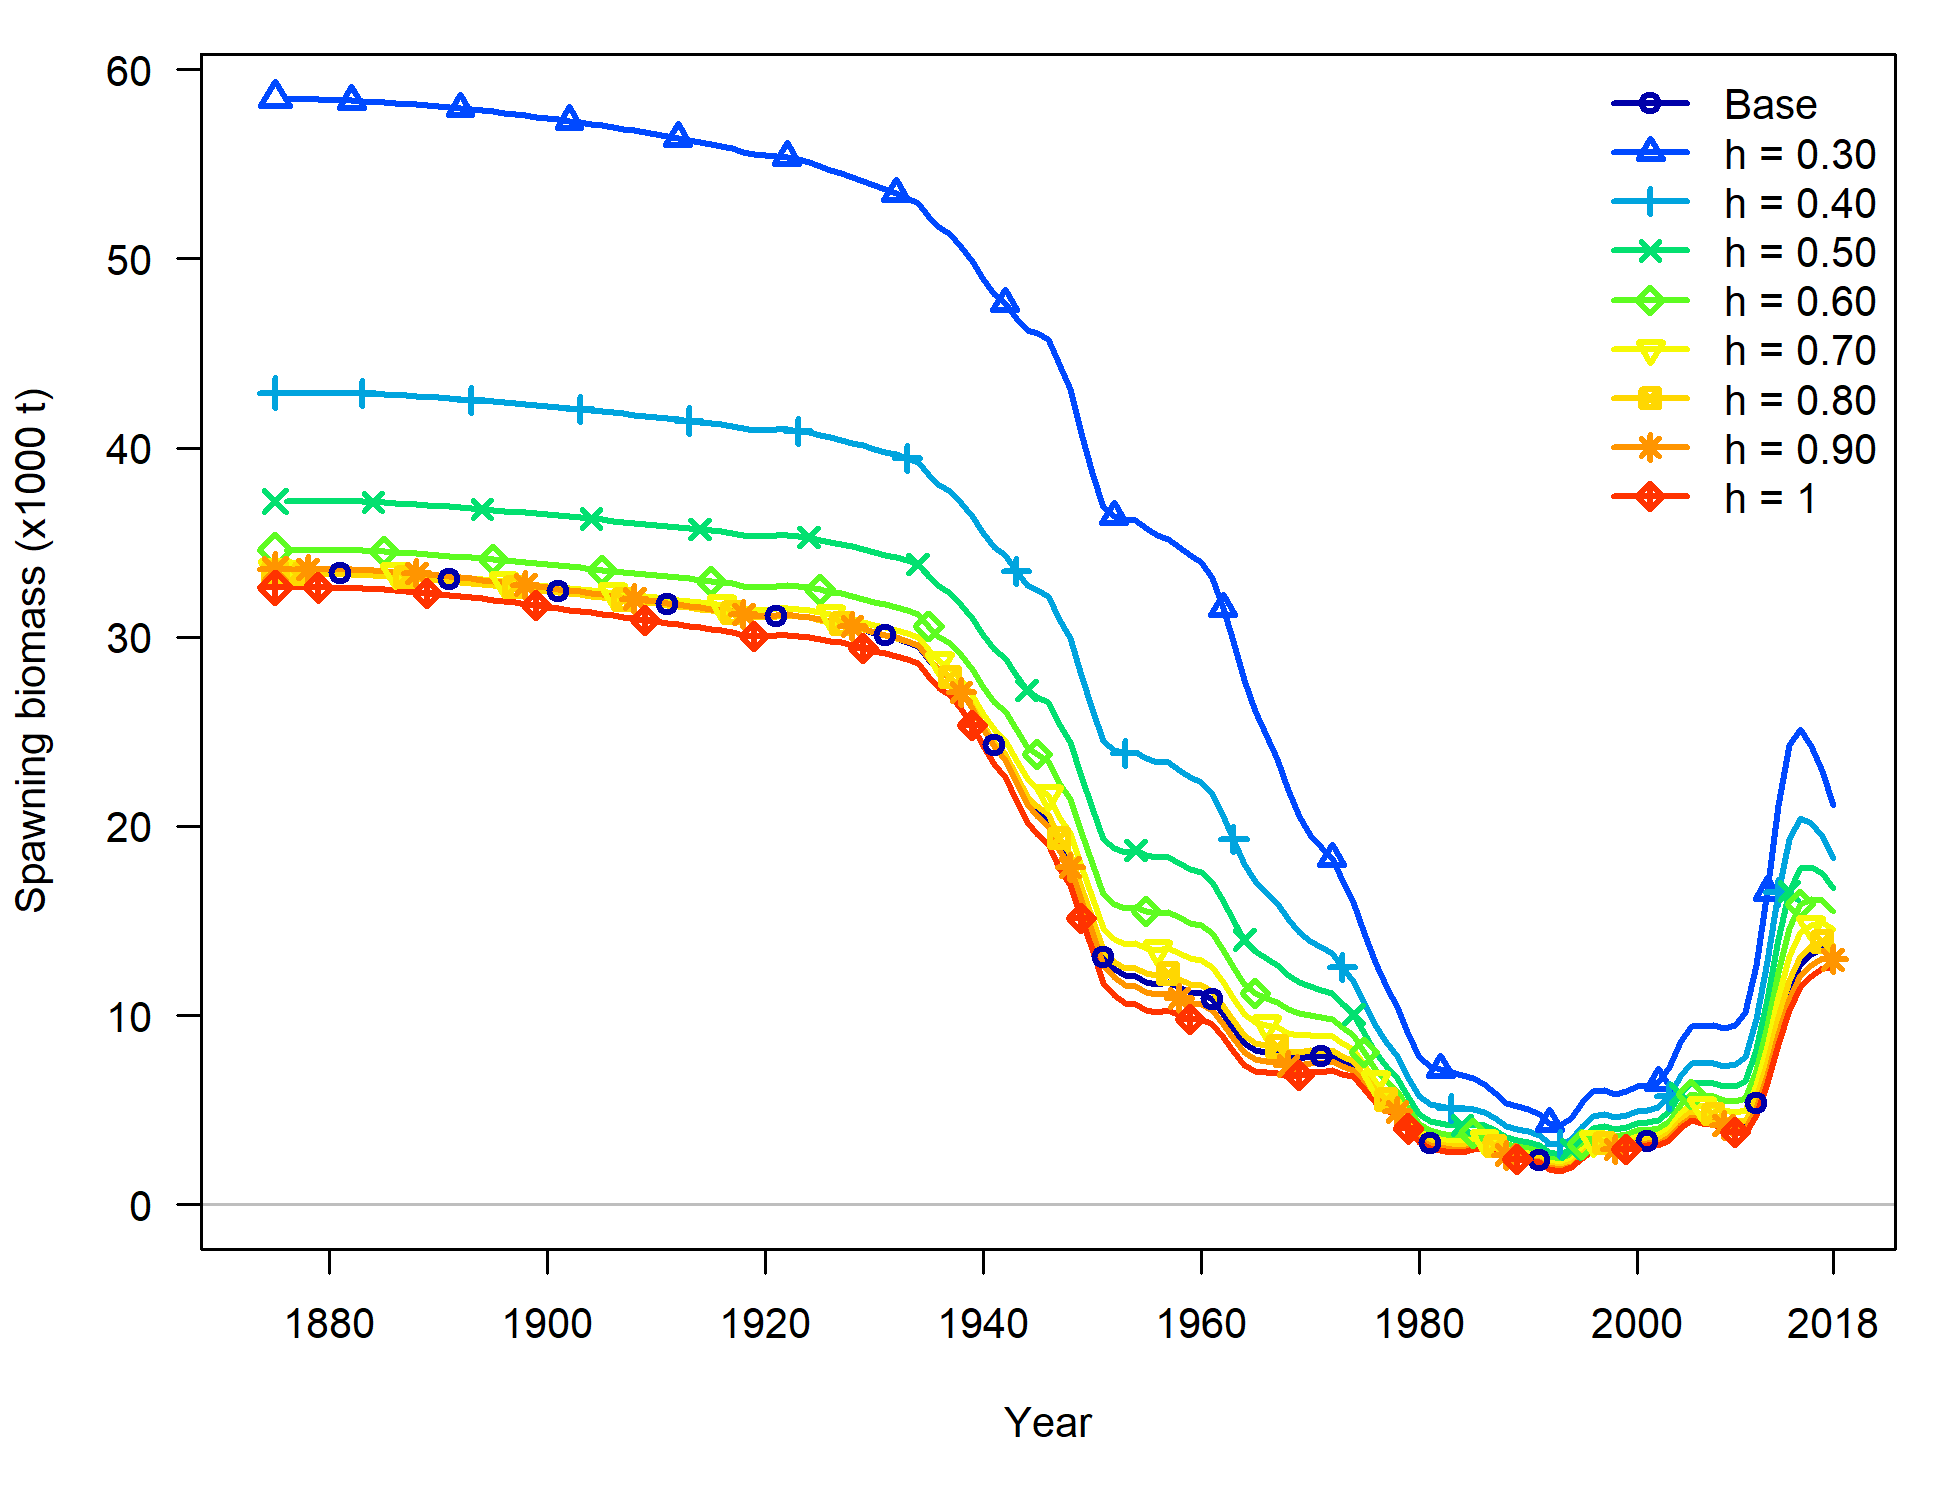 60
50
40
30
20
10
0
Spawning biomass (x1000 t)
Base
h = 0.30
h = 0.40
h = 0.50
h = 0.60
h = 0.70
h = 0.80
h = 0.90
h = 1
1880 1900 1920 1940 1960 1980 2000 2018
Year